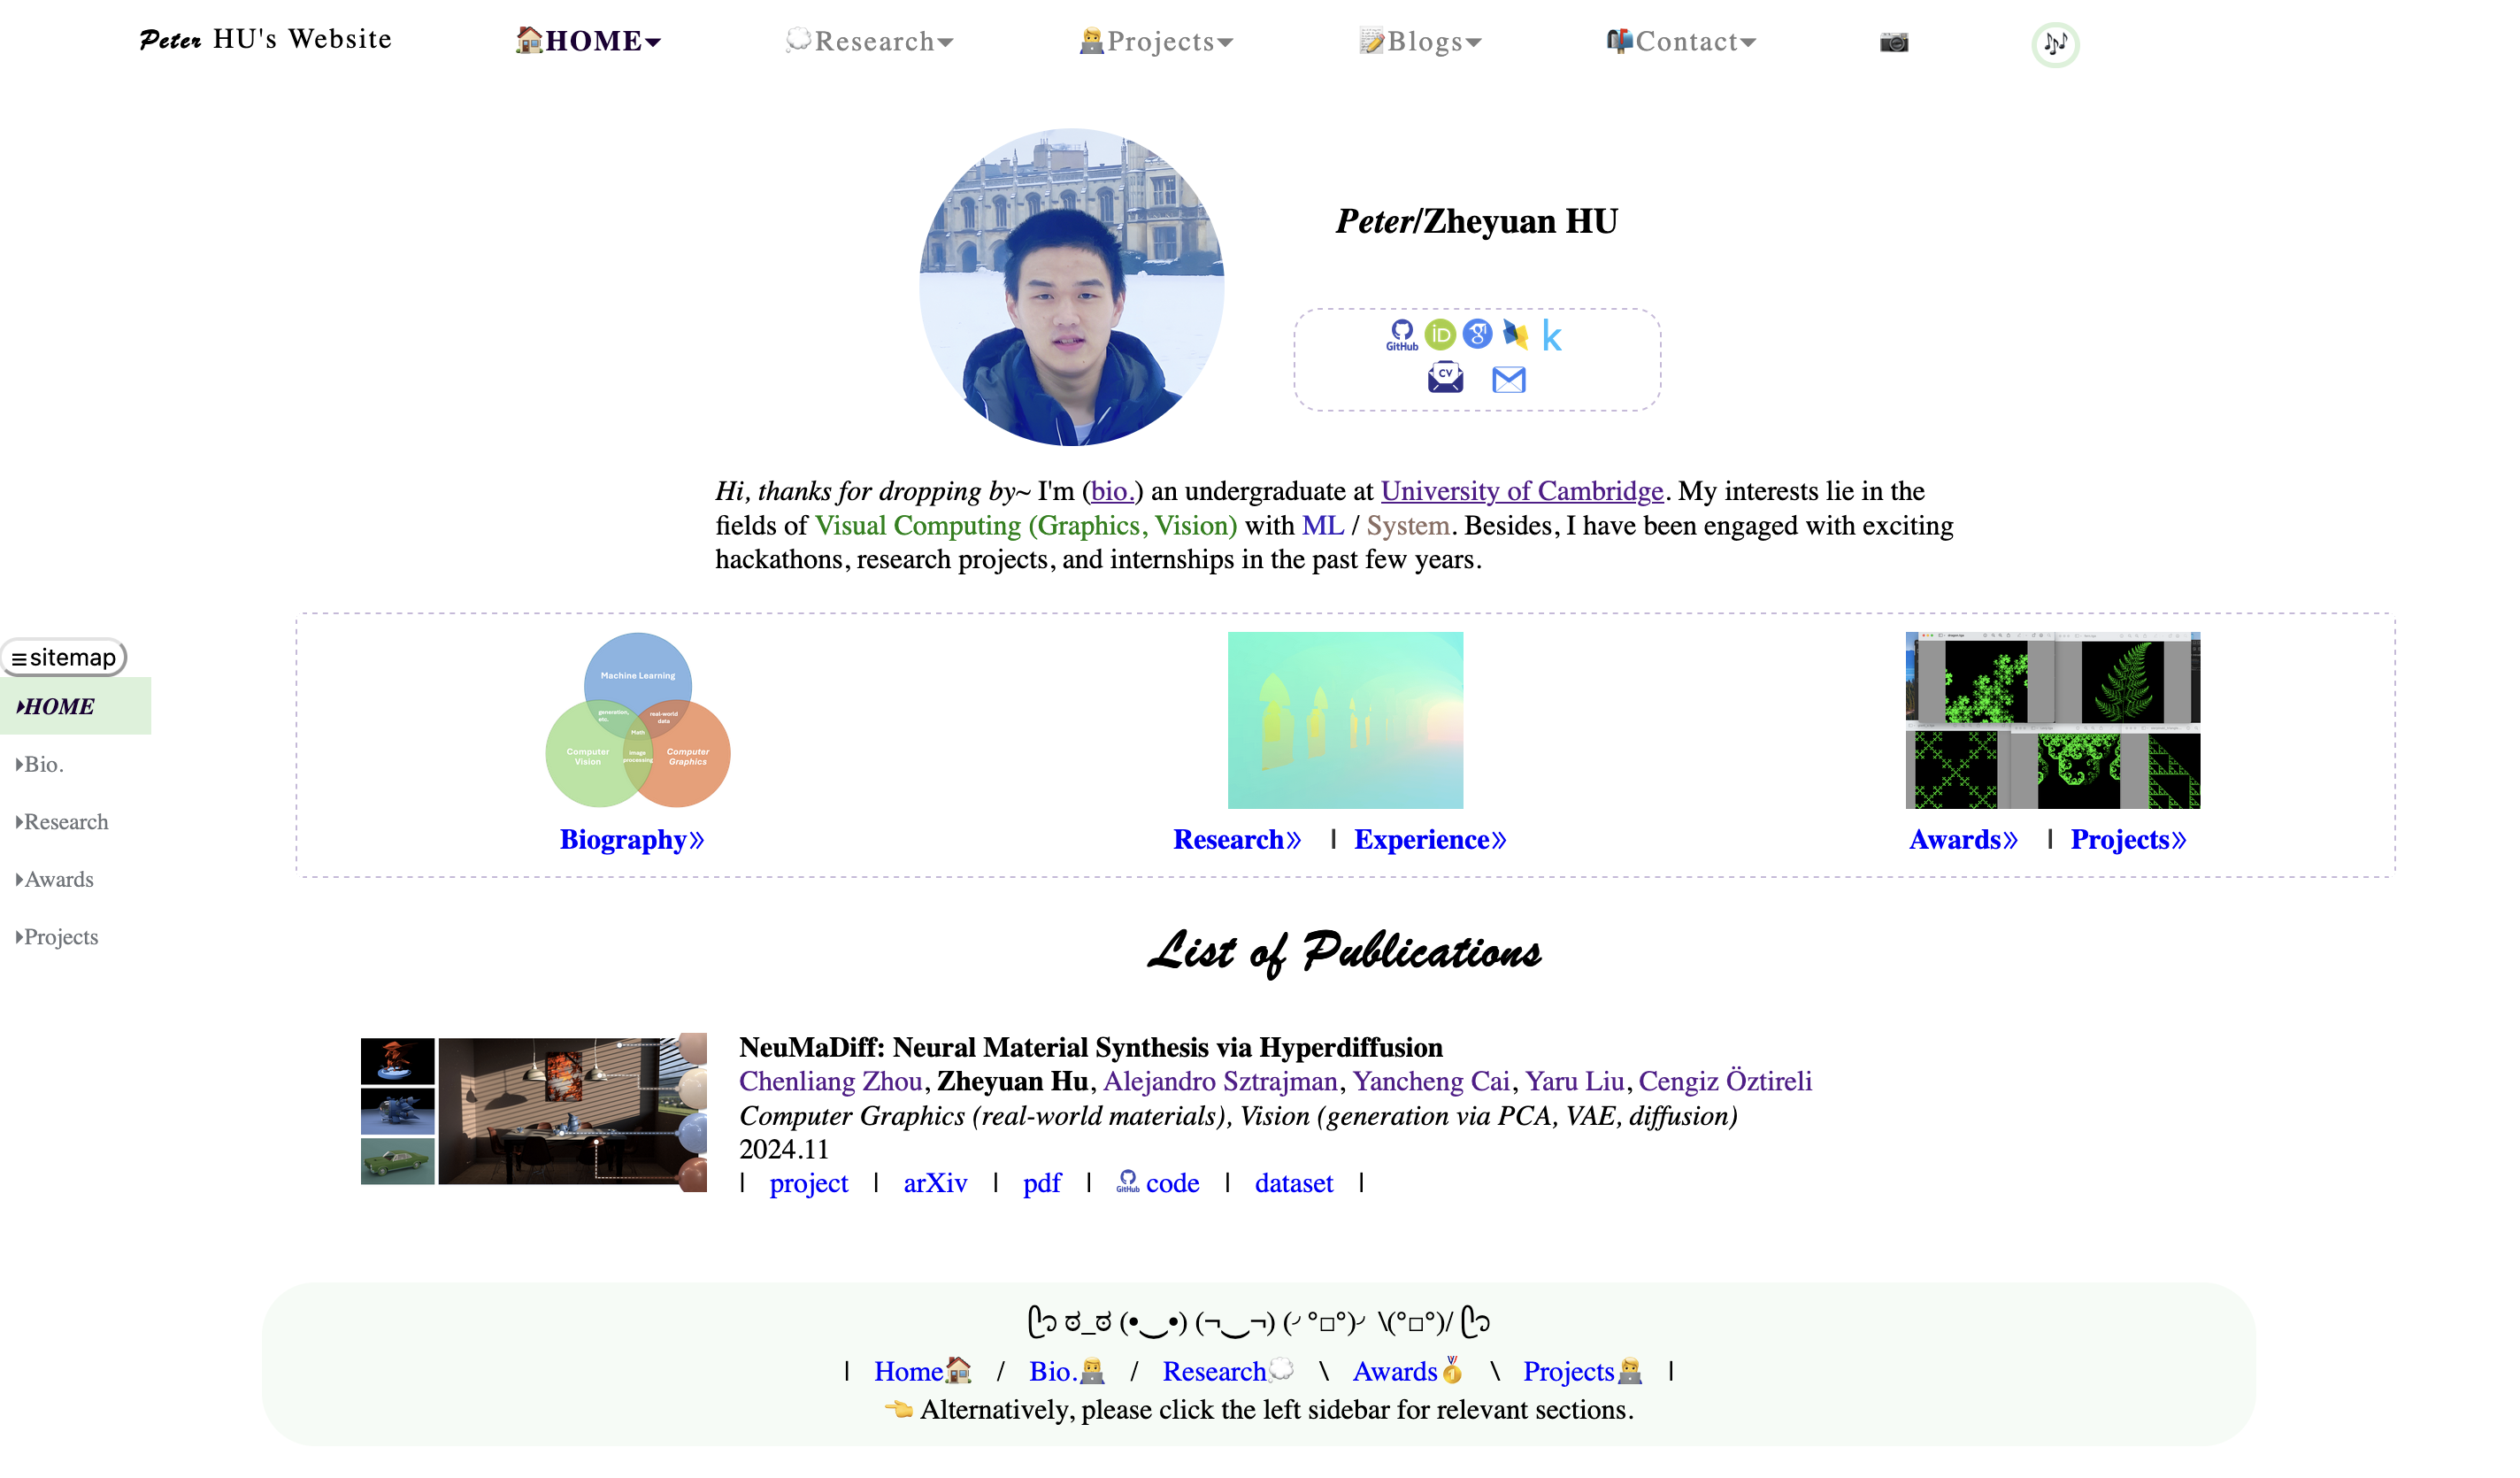 Peter HU's Website
🏠HOME
💭Research
🧑‍💻Projects
📝Blogs
📬Contact
📷
🎶
Peter/Zheyuan HU
GitHub iD g k
CV
Hi, thanks for dropping by~ I'm (bio.) an undergraduate at University of Cambridge. My interests lie in the
fields of Visual Computing (Graphics, Vision) with ML / System. Besides, I have been engaged with exciting
hackathons, research projects, and internships in the past few years.
≡sitemap
HOME
Bio.
Research
Awards
Projects
Machine Learning
generation,
etc.
real-world
data
Math
Computer
Vision
image
processing
Computer
Graphics
Biography»
Research» | Experience»
Awards» | Projects»
List of Publications
NeuMaDiff: Neural Material Synthesis via Hyperdiffusion
Chenliang Zhou, Zheyuan Hu, Alejandro Sztrajman, Yancheng Cai, Yaru Liu, Cengiz Öztireli
Computer Graphics (real-world materials), Vision (generation via PCA, VAE, diffusion)
2024.11
| project | arXiv | pdf | GitHub code | dataset |
ᥫ᭡ ಠ_ಠ (•‿•) (¬‿¬) (╯°□°)╯ \(°□°)/ ᥫ᭡
| Home🏠 / Bio.👨‍💻 / Research💭 \ Awards🏅 \ Projects🧑‍💻 |
👈 Alternatively, please click the left sidebar for relevant sections.